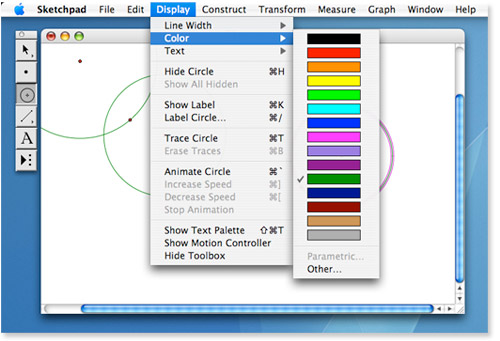 Sketchpad File Edit Display Construct Transform Measure Graph Window Help
Line Width
Color
Text
Hide Circle ⌘H
Show All Hidden
Show Label ⌘K
Label Circle... ⌘/
Trace Circle ⌘T
Erase Traces ⌘B
Animate Circle ⌘`
Increase Speed ⌘]
Decrease Speed ⌘[
Stop Animation
Show Text Palette ⇧⌘T
Show Motion Controller
Hide Toolbox
A
Parametric...
Other...